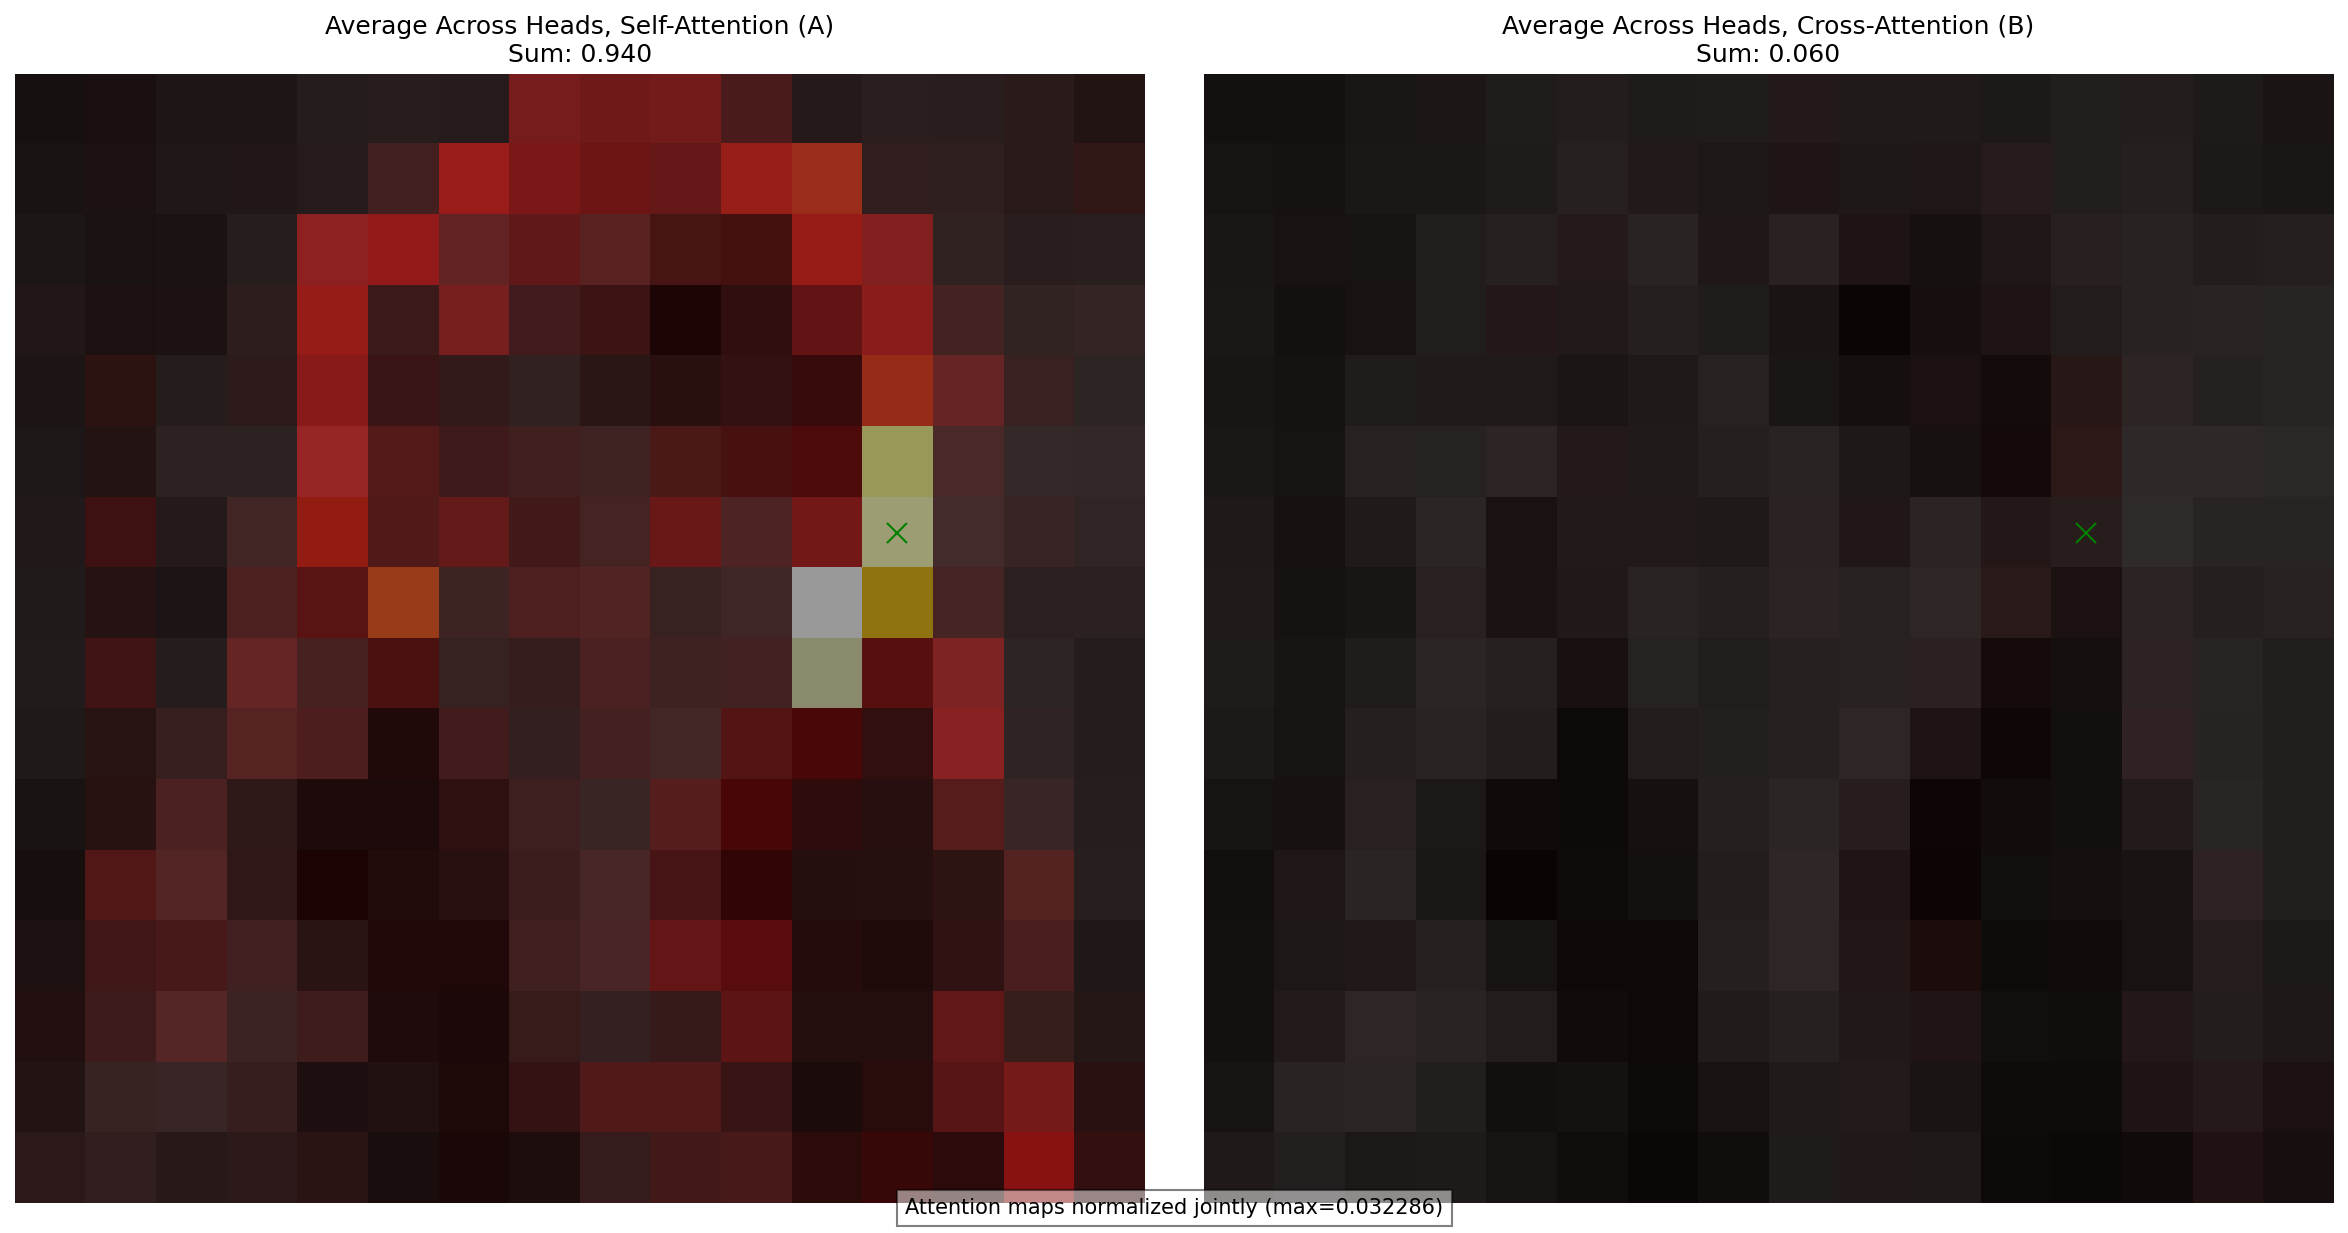 Average Across Heads, Self-Attention (A)
Sum: 0.940
Average Across Heads, Cross-Attention (B)
Sum: 0.060
Attention maps normalized jointly (max=0.032286)